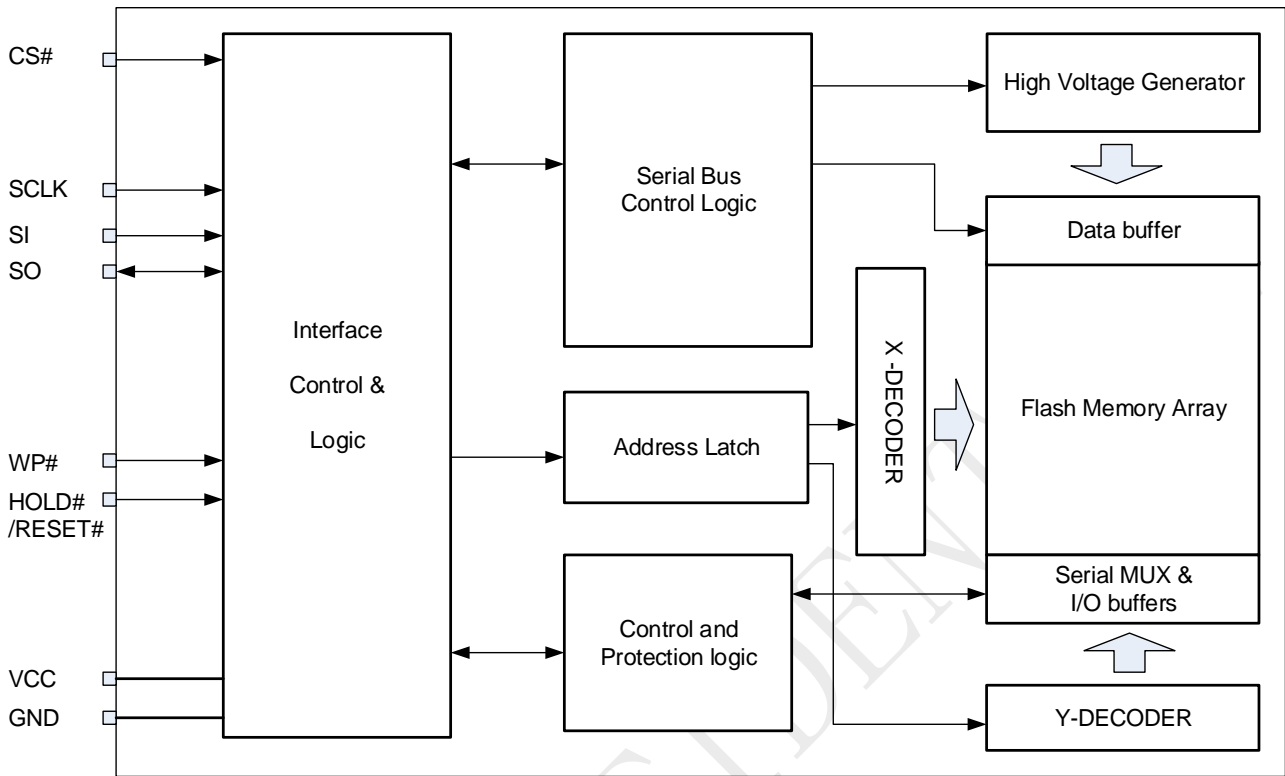 CS#
SCLK
SI
SO
WP#
HOLD#
/RESET#
VCC
GND
Interface
Control &
Logic
Serial Bus
Control Logic
Address Latch
Control and
Protection logic
X -DECODER
High Voltage Generator
Data buffer
Flash Memory Array
Serial MUX &
I/O buffers
Y-DECODER